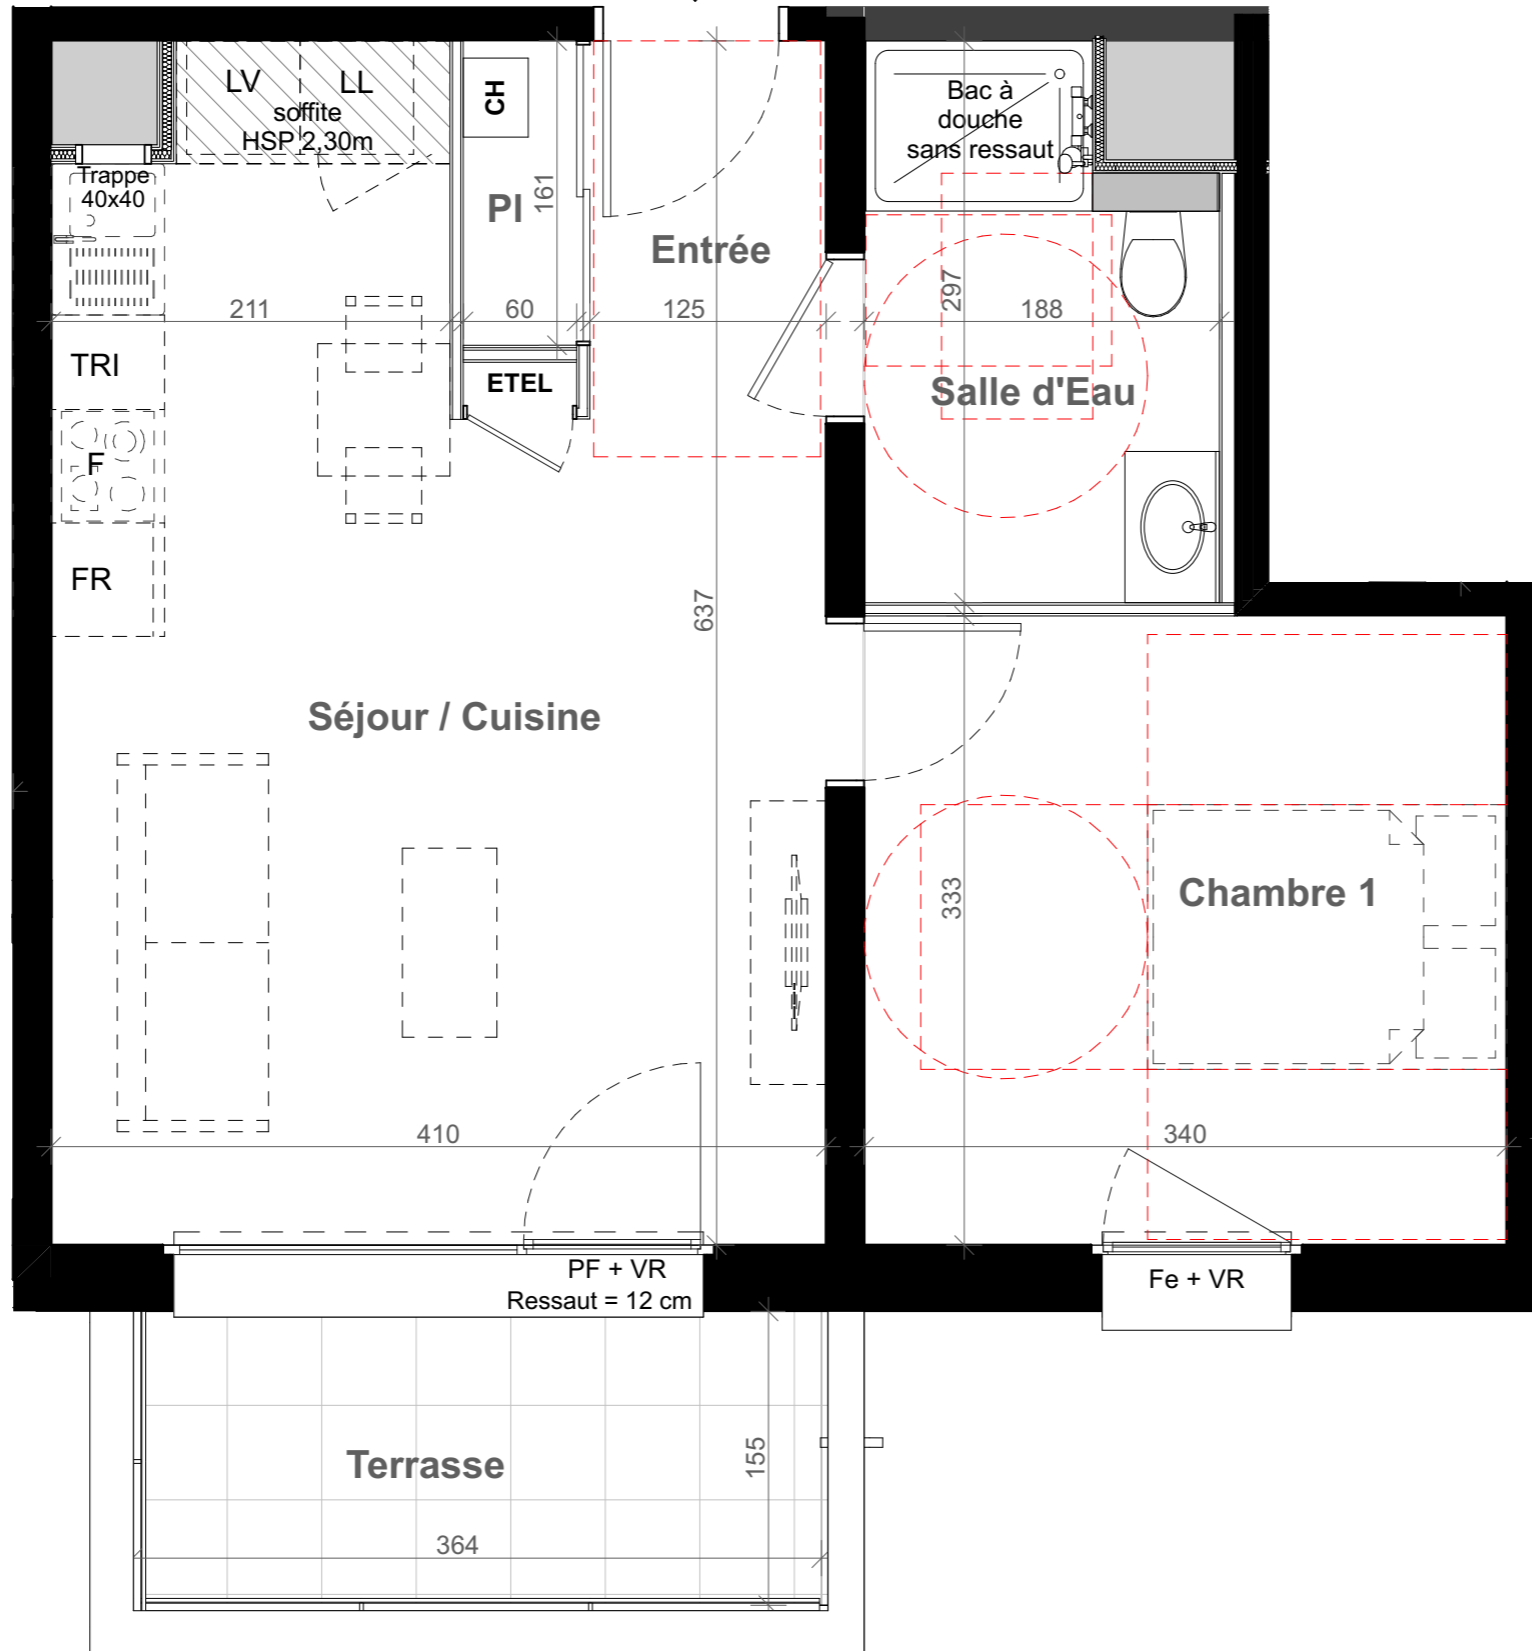 LV
LL
soffite
HSP 2,30m
CH
Bac à
douche
sans ressaut
Trappe
40x40
PI
161
Entrée
297
211
60
125
188
TRI
ETEL
Salle d'Eau
F
FR
637
Séjour / Cuisine
333
Chambre 1
410
340
PF + VR
Ressaut = 12 cm
Fe + VR
155
Terrasse
364